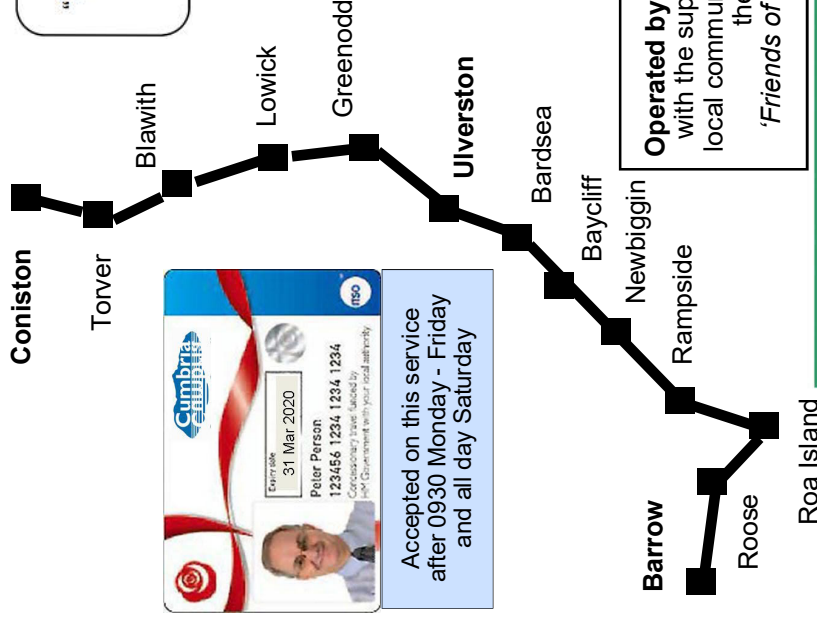 Coniston
Torver
Blawith
Lowick
Greenodd
Ulverston
Bardsea
Baycliff
Newbiggin
Rampside
Roa Island
Roose
Barrow
Cumbria
Expiry date
31 Mar 2020
Peter Person
123456 1234 1234 1234
Concessionary travel funded by
HM Government with your local authority
itso
Accepted on this service
after 0930 Monday - Friday
and all day Saturday
Operated by
with the sup
local commun
the
'Friends of